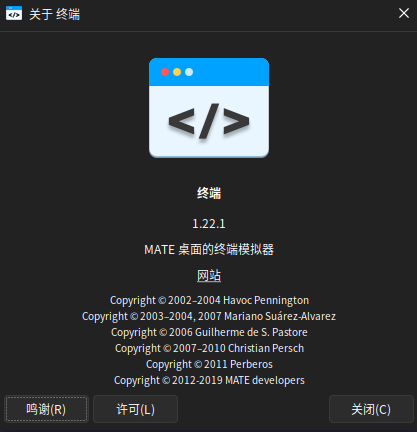 关于 终端
</>
终端
1.22.1
MATE 桌面的终端模拟器
网站
Copyright © 2002–2004 Havoc Pennington
Copyright © 2003–2004, 2007 Mariano Suárez-Alvarez
Copyright © 2006 Guilherme de S. Pastore
Copyright © 2007–2010 Christian Persch
Copyright © 2011 Perberos
Copyright © 2012-2019 MATE developers
鸣谢(R) 许可(L) 关闭(C)